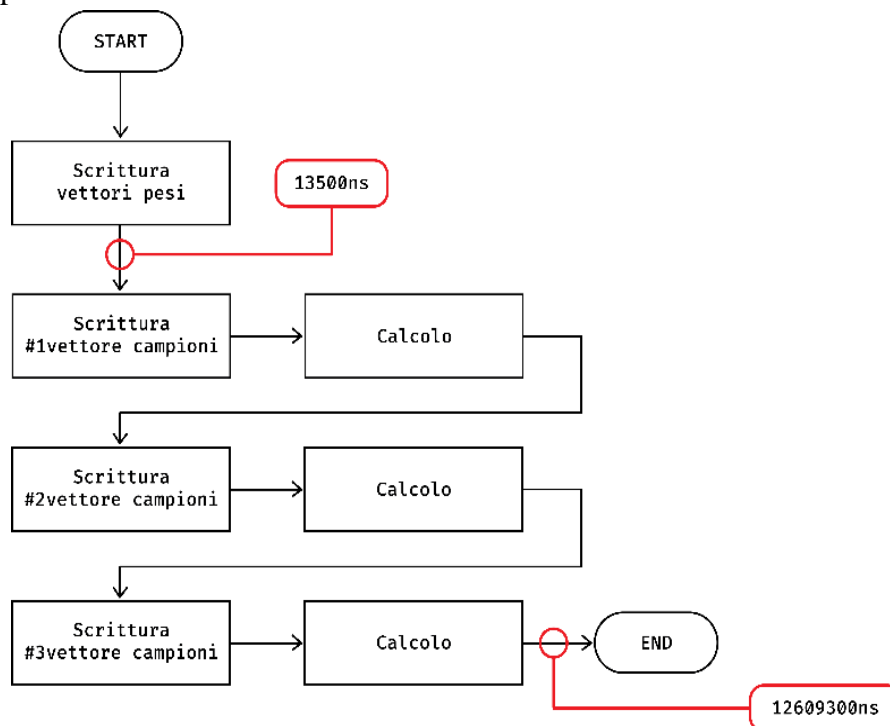 START
Scrittura
vettori pesi
13500ns
Scrittura
#1vettore campioni
Calcolo
Scrittura
#2vettore campioni
Calcolo
Scrittura
#3vettore campioni
Calcolo
END
12609300ns